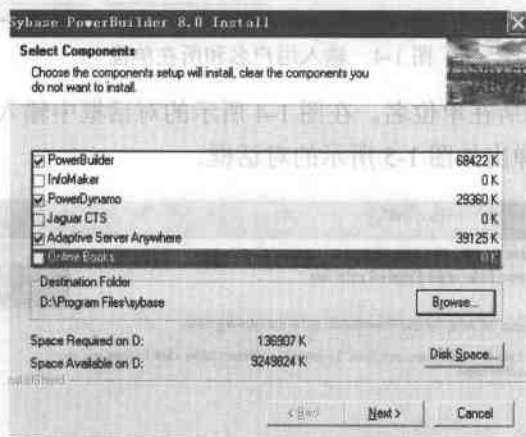 Sybase PowerBuilder 8.0 Install
Select Components
Choose the components setup will install, clear the components you
do not want to install.
PowerBuilder 68422 K
InfoMaker 0 K
PowerDynamo 29360 K
Jaguar CTS 0 K
Adaptive Server Anywhere 39125 K
Online Books 0 K
Destination Folder
D:\Program Files\sybase
Browse...
Space Required on D: 136907 K
Space Available on D: 9249824 K
Disk Space...
InstallShield
< Back Next > Cancel